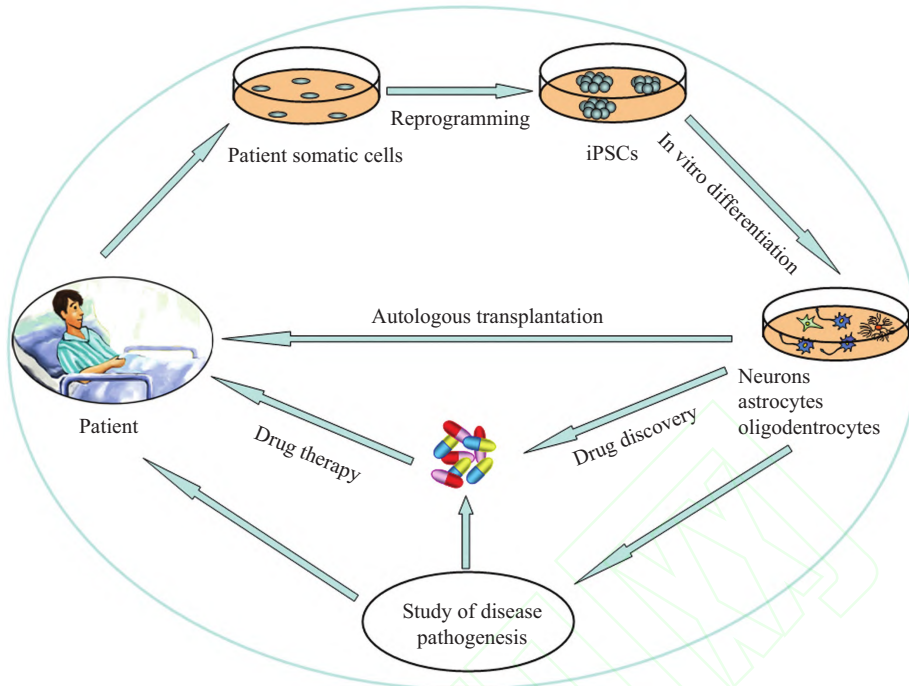 Reprogramming
Patient somatic cells
iPSCs
In vitro differentiation
Autologous transplantation
Neurons
astrocytes
oligodentrocytes
Patient
Drug therapy
Drug discovery
Study of disease
pathogenesis